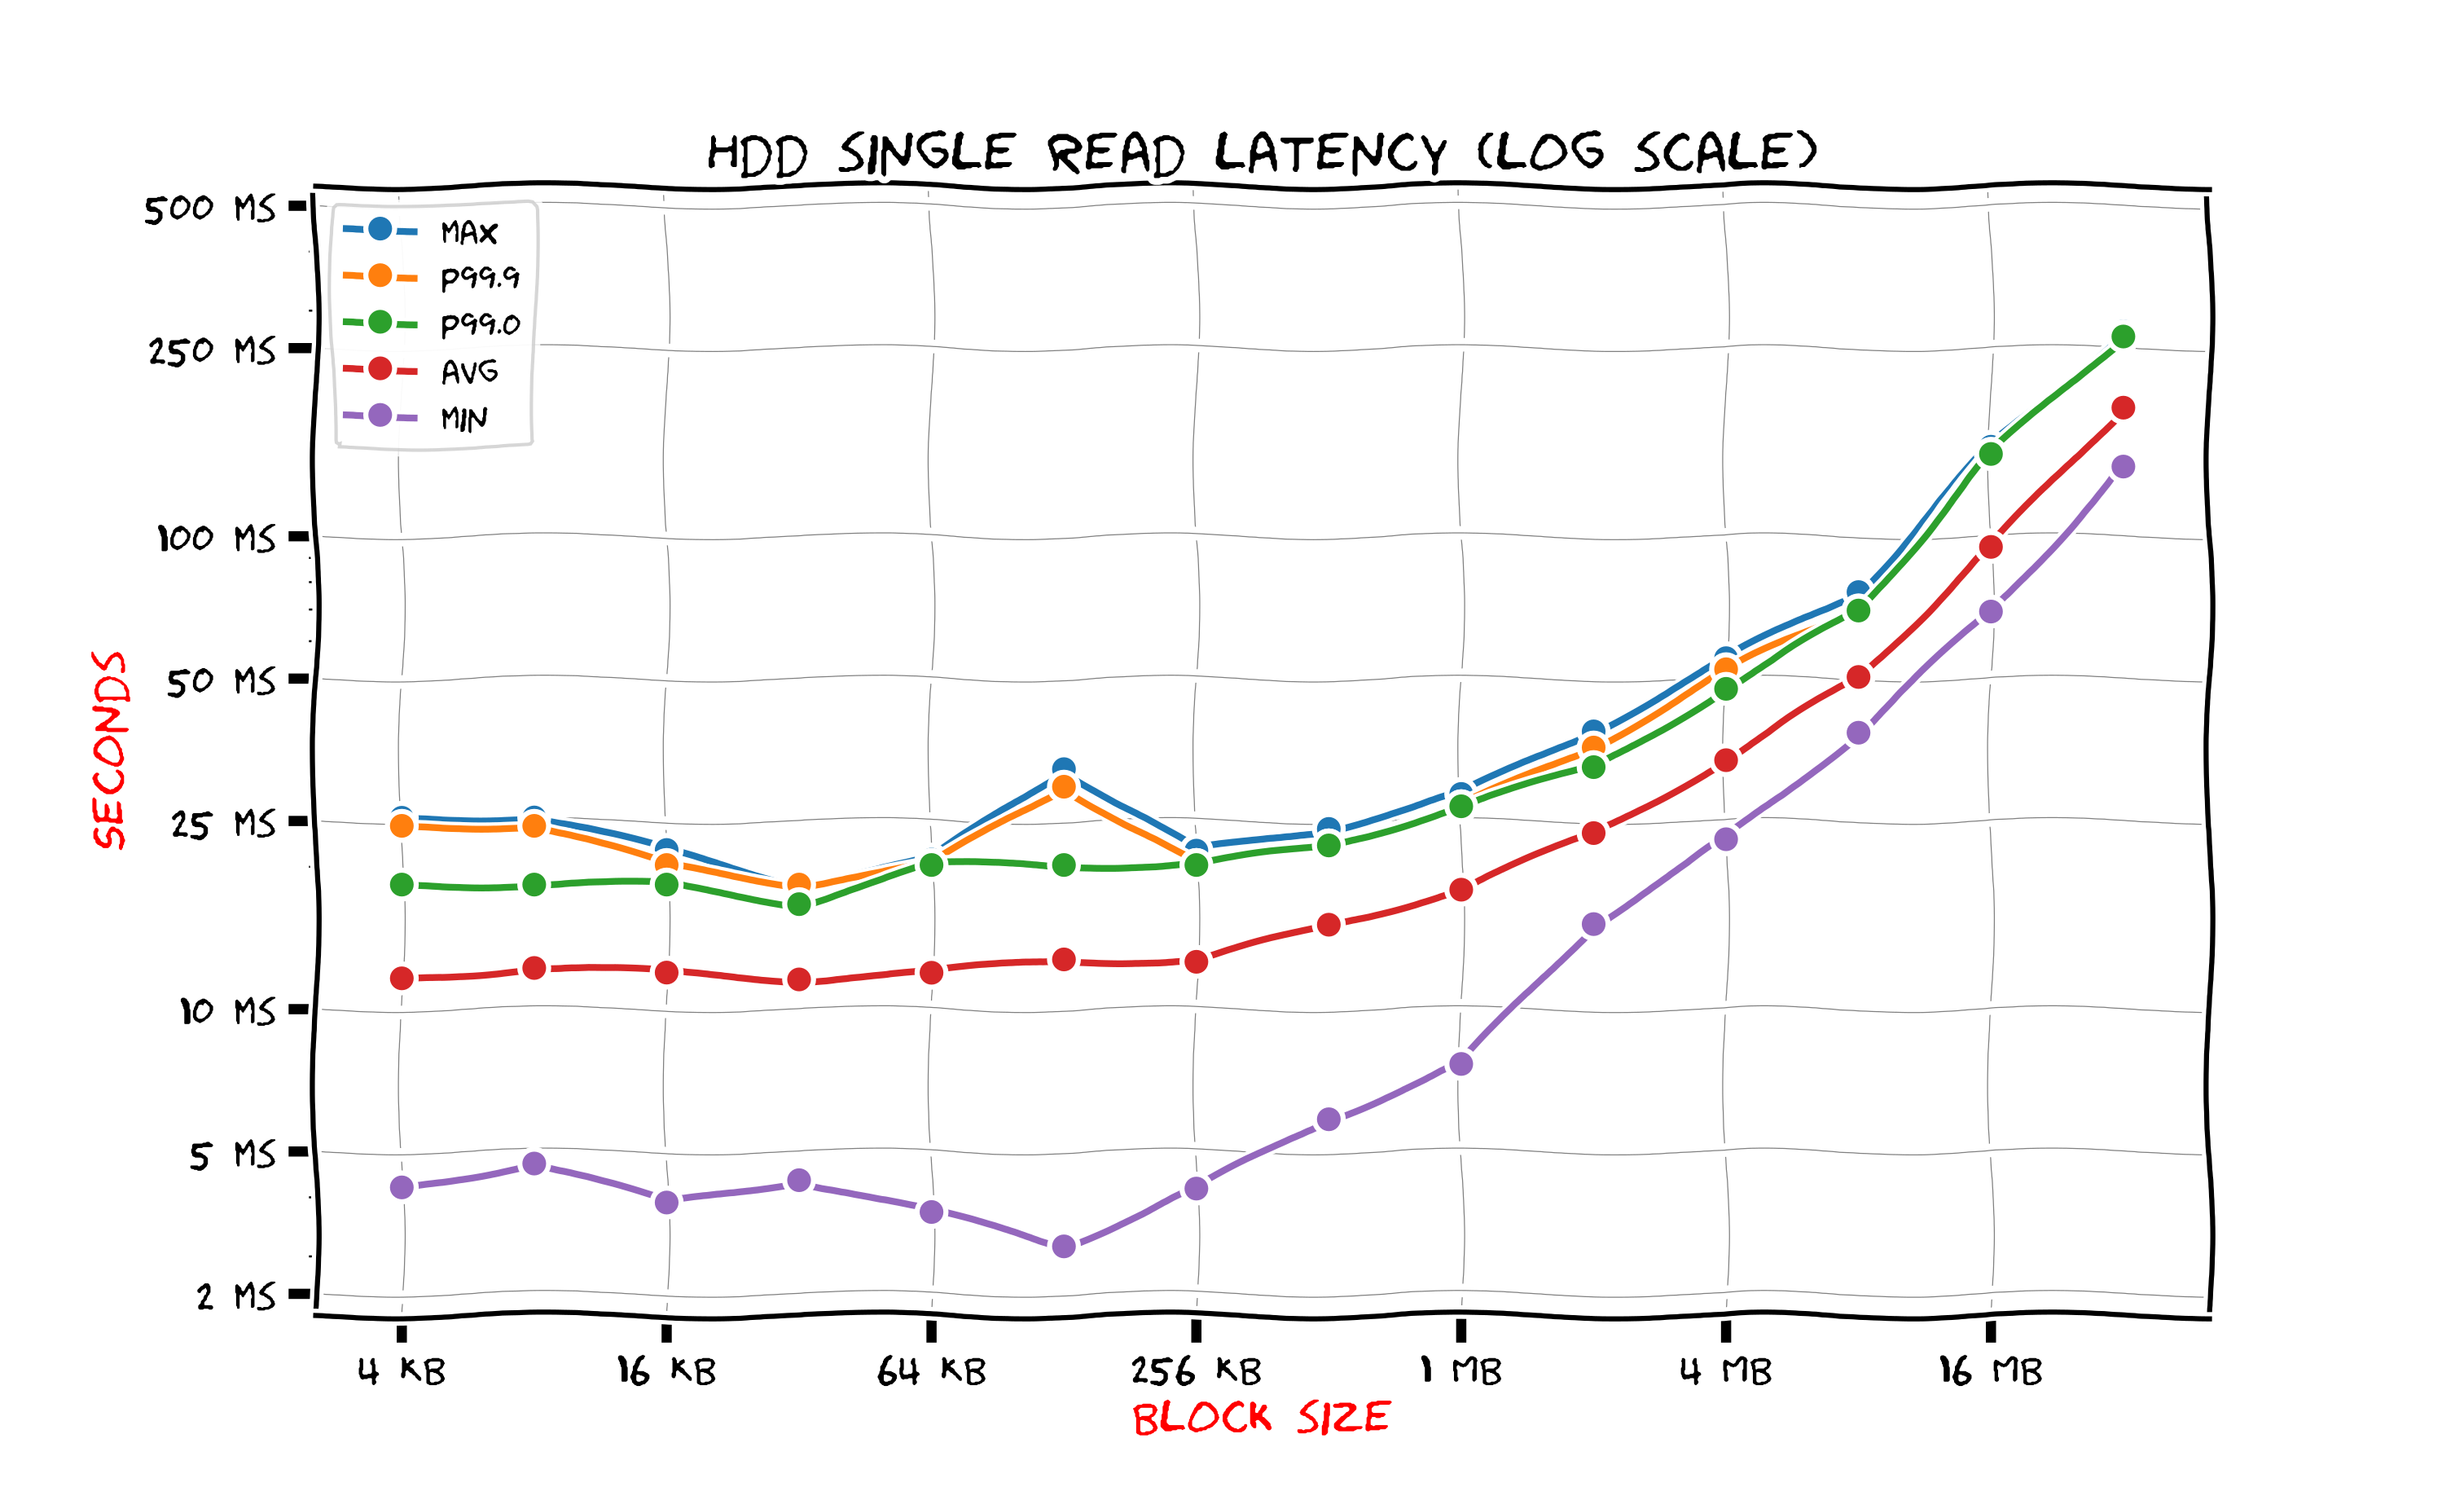 HDD SINGLE READ LATENCY (LOG SCALE)
500 MS
250 MS
100 MS
50 MS
25 MS
10 MS
5 MS
2 MS
MAX
P99.9
P99.0
AVG
MIN
SECONDS
4 KB
16 KB
64 KB
256 KB
1 MB
4 MB
16 MB
BLOCK SIZE